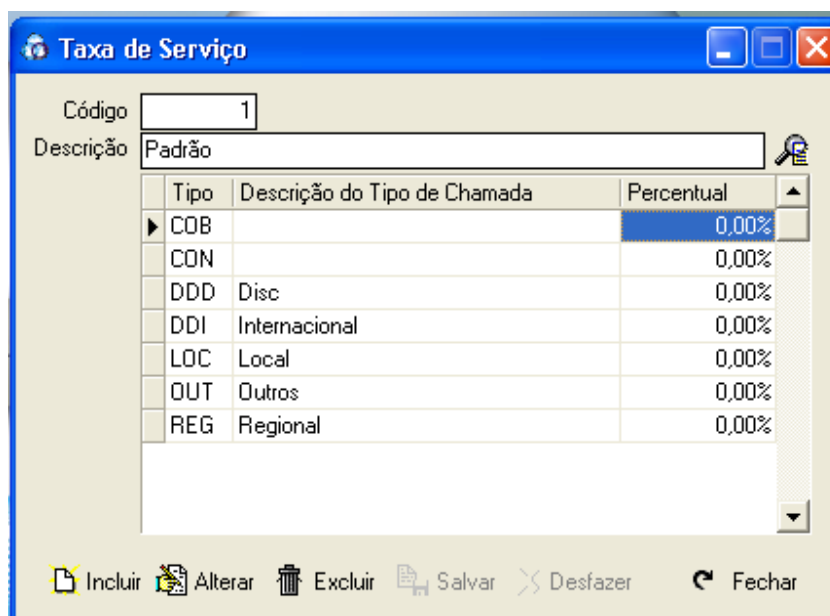 Taxa de Serviço
Código 1
Descrição Padrão
Tipo Descrição do Tipo de Chamada Percentual
COB 0,00%
CON 0,00%
DDD Disc 0,00%
DDI Internacional 0,00%
LOC Local 0,00%
OUT Outros 0,00%
REG Regional 0,00%
Incluir Alterar Excluir Salvar Desfazer Fechar